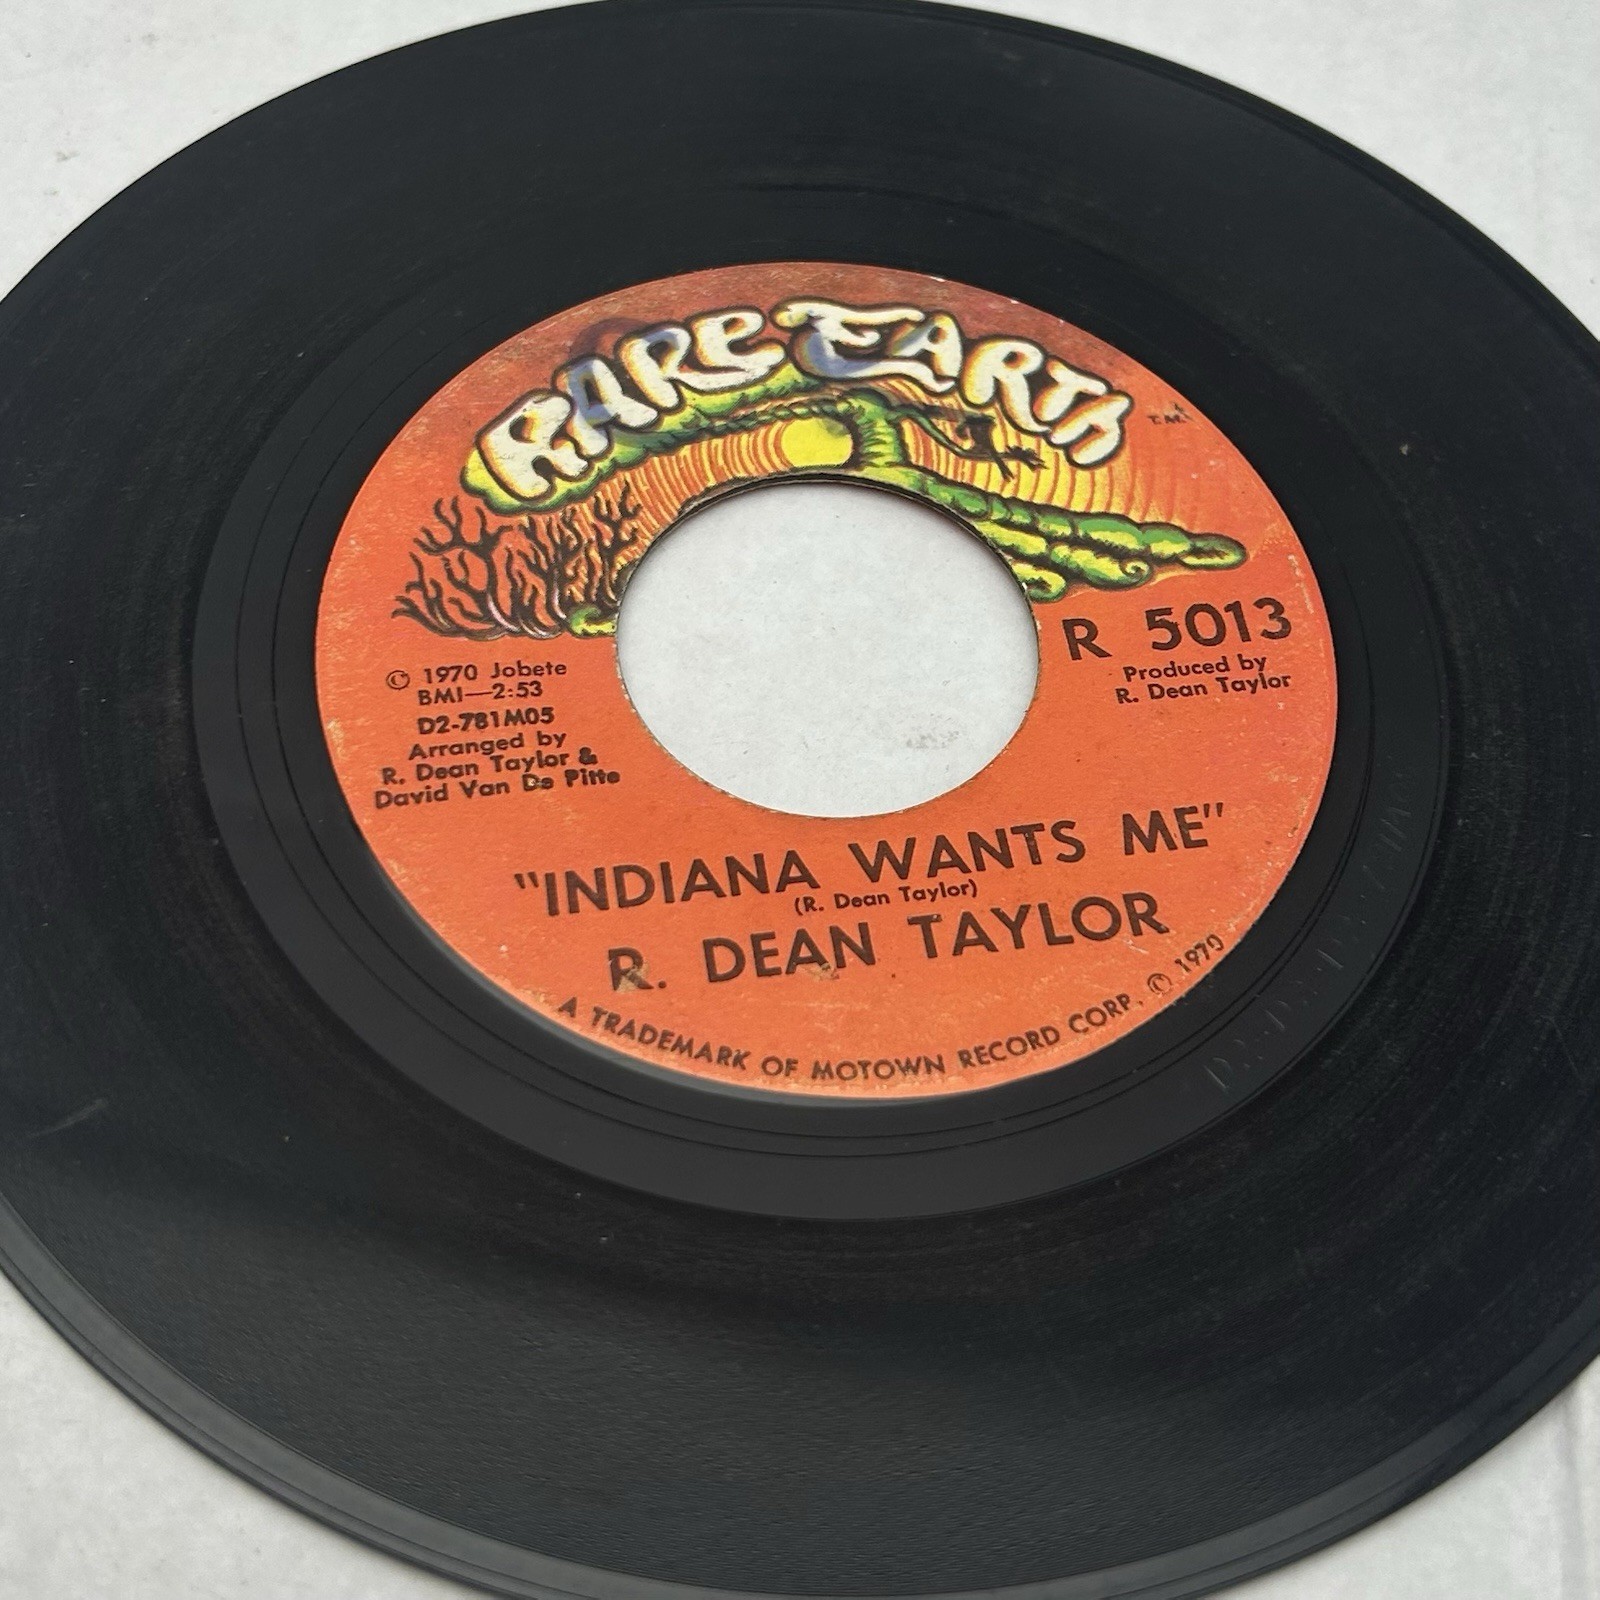 RARE EARTH
T.M.
R 5013
Produced by
R. Dean Taylor
© 1970 Jobete
BMI—2:53
D2-781M05
Arranged by
R. Dean Taylor &
David Van De Pitte
"INDIANA WANTS ME"
(R. Dean Taylor)
R. DEAN TAYLOR
A TRADEMARK OF MOTOWN RECORD CORP. © 1970